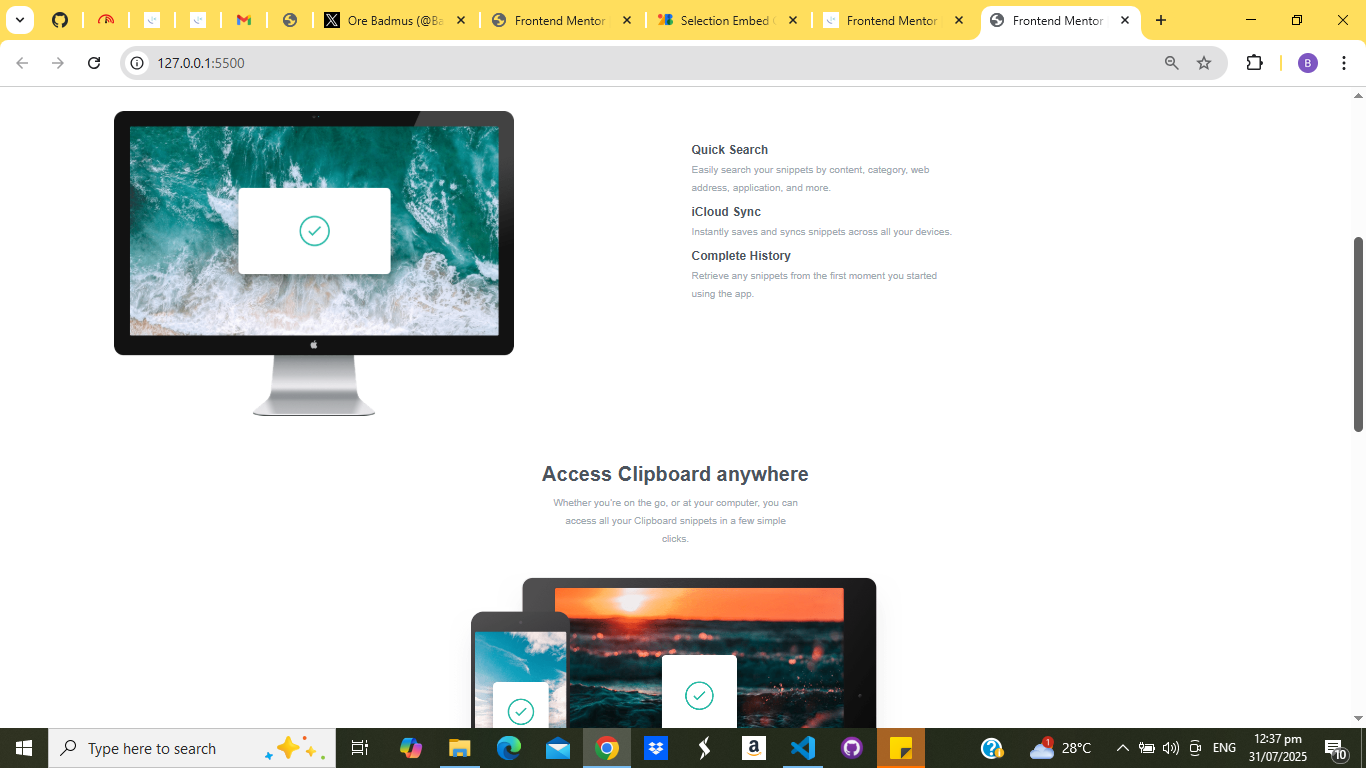 Ore Badmus (@Ba
Frontend Mentor
Selection Embed
Frontend Mentor
Frontend Mentor
127.0.0.1:5500
B
Quick Search
Easily search your snippets by content, category, web
address, application, and more.
iCloud Sync
Instantly saves and syncs snippets across all your devices.
Complete History
Retrieve any snippets from the first moment you started
using the app.
Access Clipboard anywhere
Whether you're on the go, or at your computer, you can
access all your Clipboard snippets in a few simple
clicks.
Type here to search
1
28°C
ENG
12:37 pm
31/07/2025
10